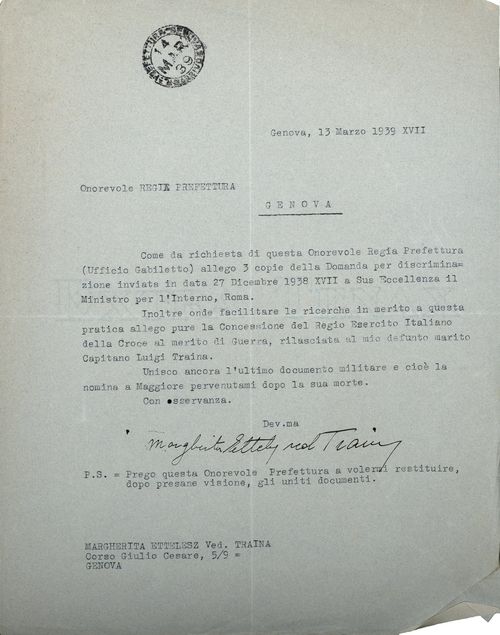 14
MAR
39
Genova, 13 Marzo 1939 XVII
Onorevole REGIA PREFETTURA
GENOVA
Come da richiesta di questa Onorevole Regia Prefettura
(Ufficio Gabiletto) allego 3 copie della Domanda per discrimina=
zione inviata in data 27 Dicembre 1938 XVII a Sus Eccellenza il
Ministro per l'Interno, Roma.
Inoltre onde facilitare le ricerche in merito a questa
pratica allego pure la Concessione del Regio Esercito Italiano
della Croce al merito di Guerra, rilasciata al mio defunto marito
Capitano Luigi Traina.
Unisco ancora l'ultimo documento militare e cioè la
nomina a Maggiore pervenutami dopo la sua morte.
Con osservanza.
Dev.ma
Margherita Ettelesz ved Traina
P.S. = Prego questa Onorevole Prefettura a volermi restituire,
dopo presane visione, gli uniti documenti.
MARGHERITA ETTELESZ Ved. TRAINA
Corso Giulio Cesare, 5/9 =
GENOVA